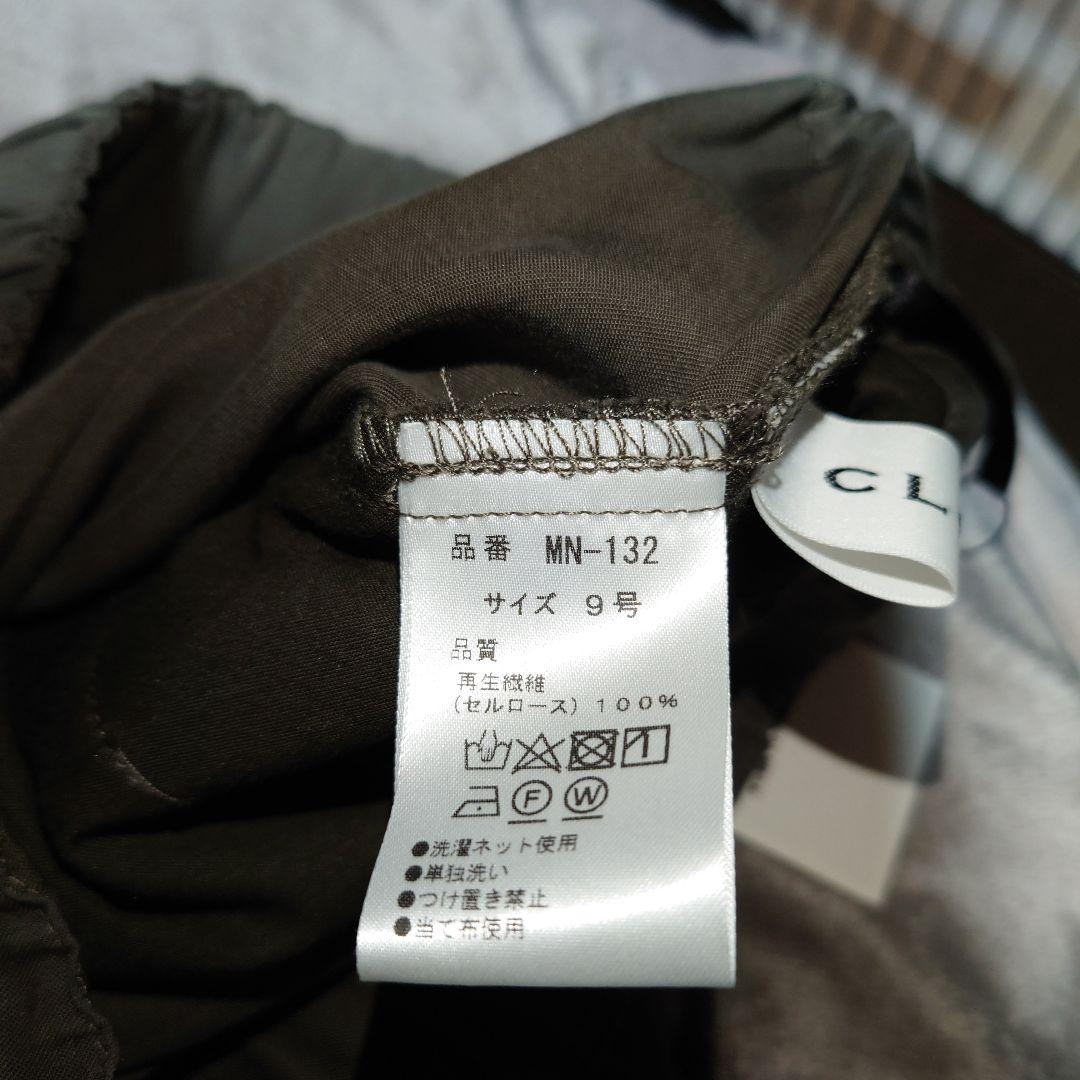 品番 MN-132
サイズ 9号
品質
再生繊維
(セルロース) 100%
F W
●洗濯ネット使用
●単独洗い
●つけ置き禁止
●当て布使用
CL